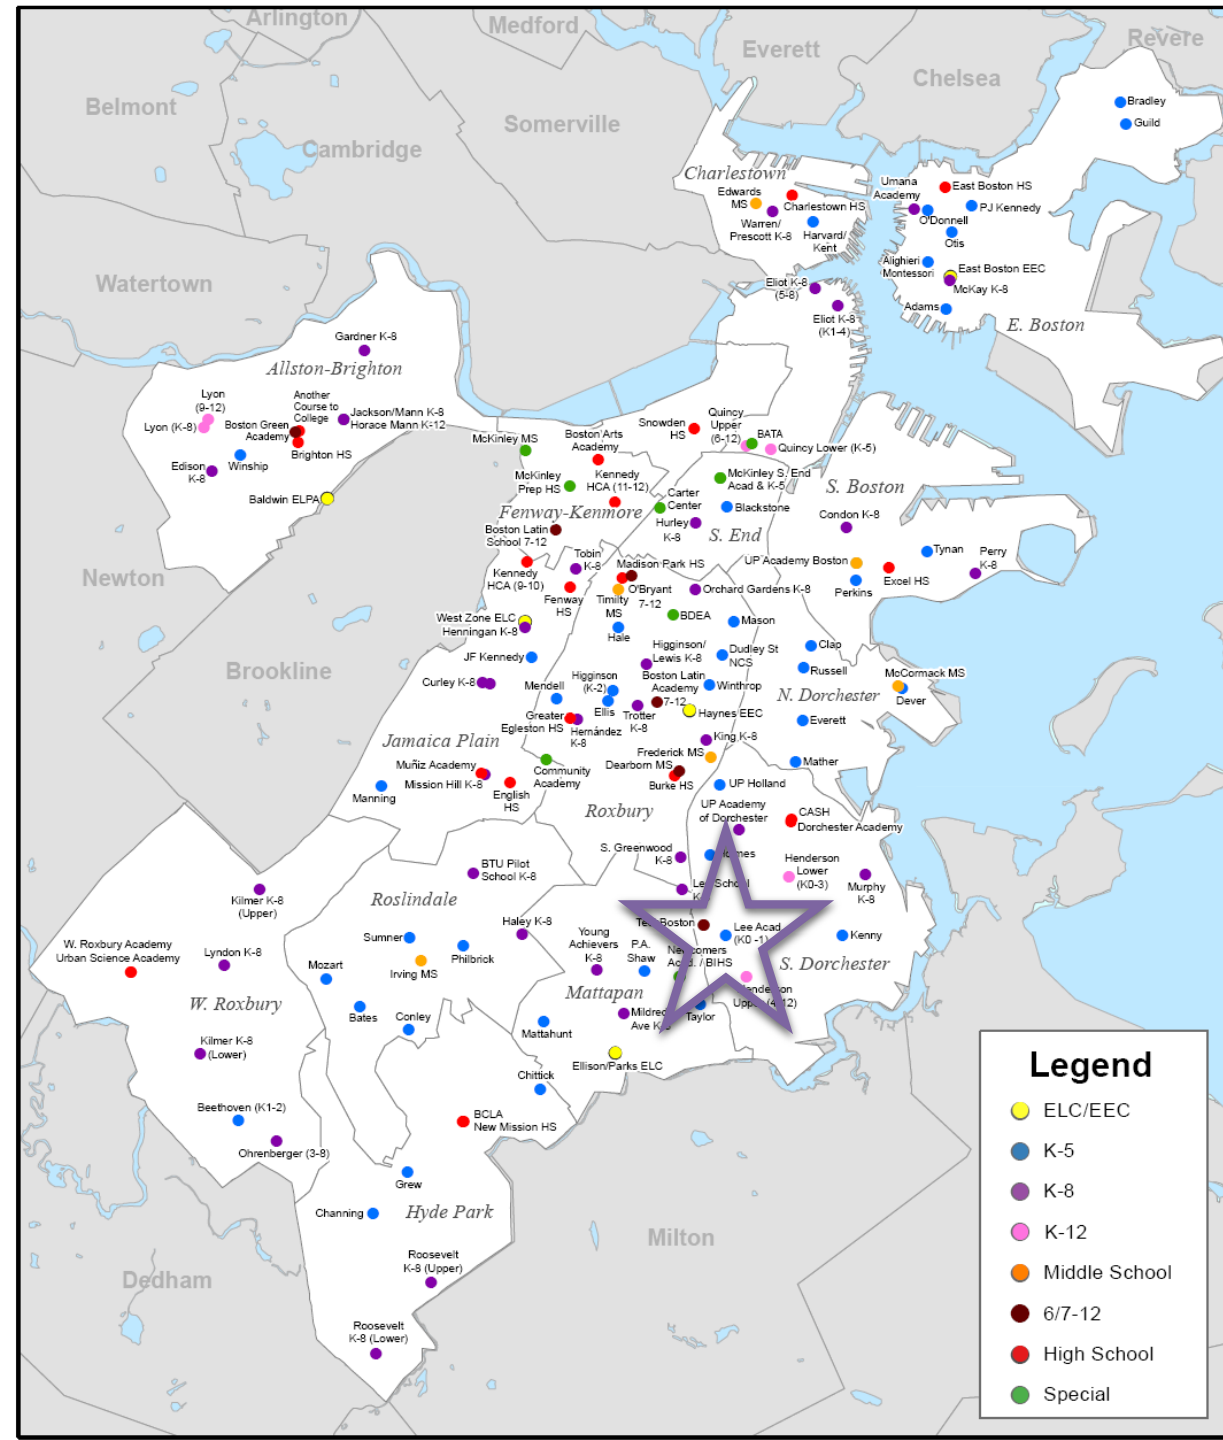 Arlington
Medford
Everett
Revere
Chelsea
Belmont
Somerville
Cambridge
Watertown
Newton
Brookline
Dedham
Milton
Bradley
Guild
Charlestown
Edwards
MS
Charlestown HS
Warren/
Prescott K-8
Harvard/
Kent
Umana
Academy
East Boston HS
PJ Kennedy
O'Donnell
Otis
Alighieri
Montessori
East Boston EEC
McKay K-8
Adams
E. Boston
Eliot K-8
(5-8)
Eliot K-8
(K1-4)
Gardner K-8
Allston-Brighton
Lyon
(9-12)
Lyon (K-8)
Another
Course to
College
Boston Green
Academy
Jackson/Mann K-8
Horace Mann K-12
Brighton HS
Winship
Edison
K-8
Baldwin ELPA
McKinley MS
Boston Arts
Academy
Snowden
HS
Quincy
Upper
(6-12)
BATA
Quincy Lower (K-5)
McKinley
Prep HS
Kennedy
HCA (11-12)
McKinley S. End
Acad & K-5
Carter
Center
Blackstone
Fenway-Kenmore
Hurley
K-8
S. End
S. Boston
Condon K-8
Boston Latin
School 7-12
Tobin
K-8
Kennedy
HCA (9-10)
Fenway
HS
Madison Park HS
O'Bryant
7-12
Timilty
MS
Hale
Orchard Gardens K-8
BDEA
Mason
UP Academy Boston
Perkins
Excel HS
Tynan
Perry
K-8
West Zone ELC
Henningan K-8
JF Kennedy
Curley K-8
Higginson/
Lewis K-8
Dudley St
NCS
Clap
Russell
McCormack MS
Dever
N. Dorchester
Everett
Mather
Mendell
Higginson
(K-2)
Ellis
Trotter
K-8
Boston Latin
Academy
7-12
Winthrop
Haynes EEC
Greater
Egleston HS
Hernández
K-8
King K-8
Frederick MS
Dearborn MS
Burke HS
Jamaica Plain
Muñiz Academy
Mission Hill K-8
English
HS
Community
Academy
Manning
Roxbury
UP Holland
UP Academy
of Dorchester
CASH
Dorchester Academy
S. Greenwood
K-8
Henderson
Lower
(K0-3)
Murphy
K-8
Kenny
Lee Acad
(K0 -1)
S. Dorchester
Upper (4-12)
Taylor
BTU Pilot
School K-8
Roslindale
Haley K-8
Sumner
Irving MS
Philbrick
Young
Achievers
K-8
P.A.
Shaw
Mattapan
Mattahunt
Ellison/Parks ELC
Kilmer K-8
(Upper)
W. Roxbury Academy
Urban Science Academy
Lyndon K-8
W. Roxbury
Mozart
Bates
Conley
Kilmer K-8
(Lower)
Beethoven (K1-2)
Ohrenberger (3-8)
Chittick
BCLA
New Mission HS
Grew
Channing
Hyde Park
Roosevelt
K-8 (Upper)
Roosevelt
K-8 (Lower)
Legend
ELC/EEC
K-5
K-8
K-12
Middle School
6/7-12
High School
Special